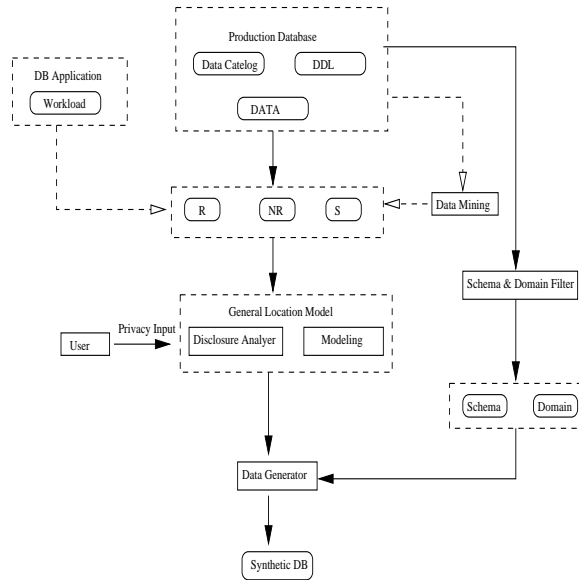 Production Database
Data Catelog
DDL
DATA
DB Application
Workload
R
NR
S
Data Mining
Schema & Domain Filter
General Location Model
Disclosure Analyer
Modeling
User
Privacy Input
Schema
Domain
Data Generator
Synthetic DB